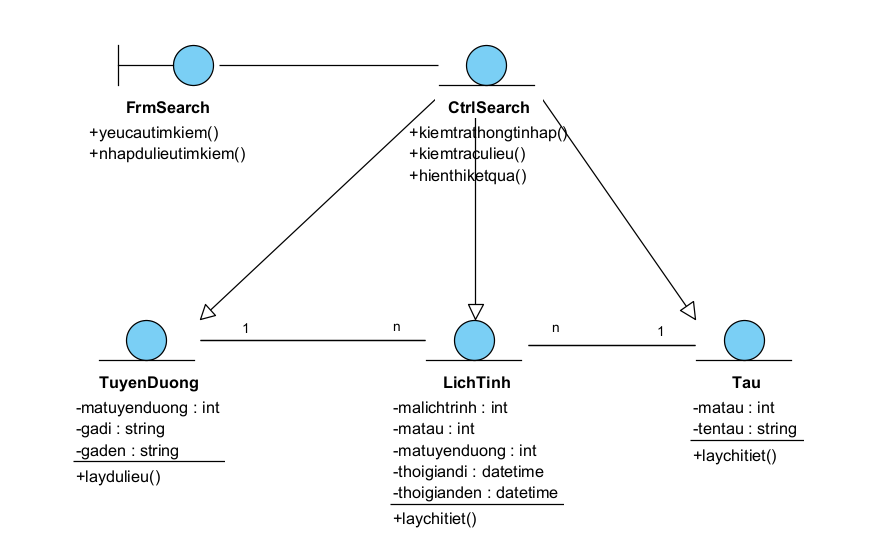 FrmSearch
+yeucautimkiem()
+nhapdulieutimkiem()
CtrlSearch
+kiemtrathongtinhap()
+kiemtraculieu()
+hienthiketqua()
1
n
n
1
TuyenDuong
-matuyenduong : int
-gadi : string
-gaden : string
+laydulieu()
LichTinh
-malichtrinh : int
-matau : int
-matuyenduong : int
-thoigiandi : datetime
-thoigianden : datetime
+laychitiet()
Tau
-matau : int
-tentau : string
+laychitiet()